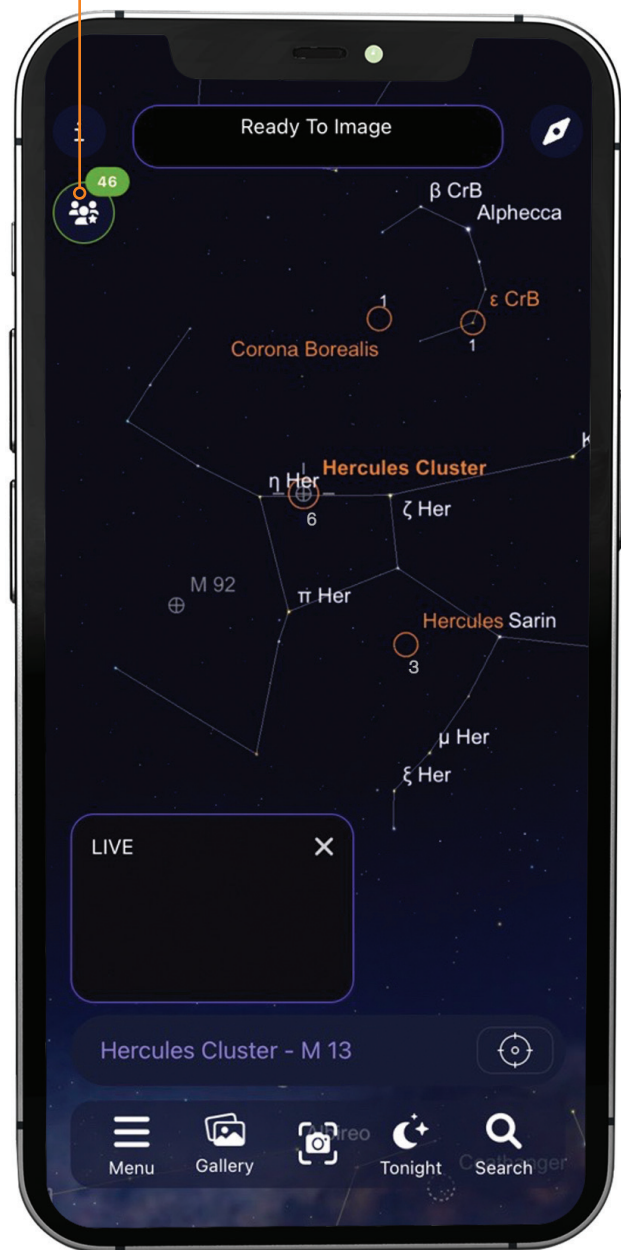 Ready To Image
46
β CrB
Alphecca
1
ε CrB
1
Corona Borealis
K
Hercules Cluster
η Her
6
ζ Her
M 92
π Her
Hercules
Sarin
3
μ Her
ξ Her
LIVE
Hercules Cluster - M 13
Menu
Gallery
Tonight
Search